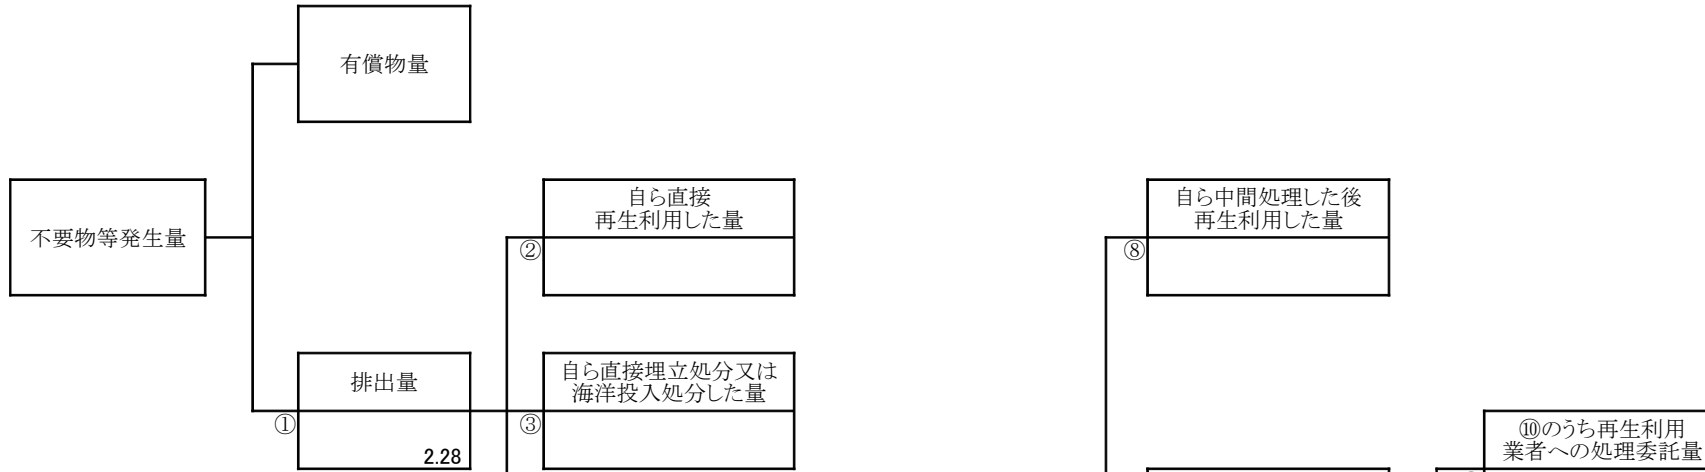 有償物量
不要物等発生量
自ら直接
再生利用した量
②
自ら中間処理した後
再生利用した量
⑧
排出量
①
2.28
自ら直接埋立処分又は
海洋投入処分した量
③
⑩のうち再生利用
業者への処理委託量